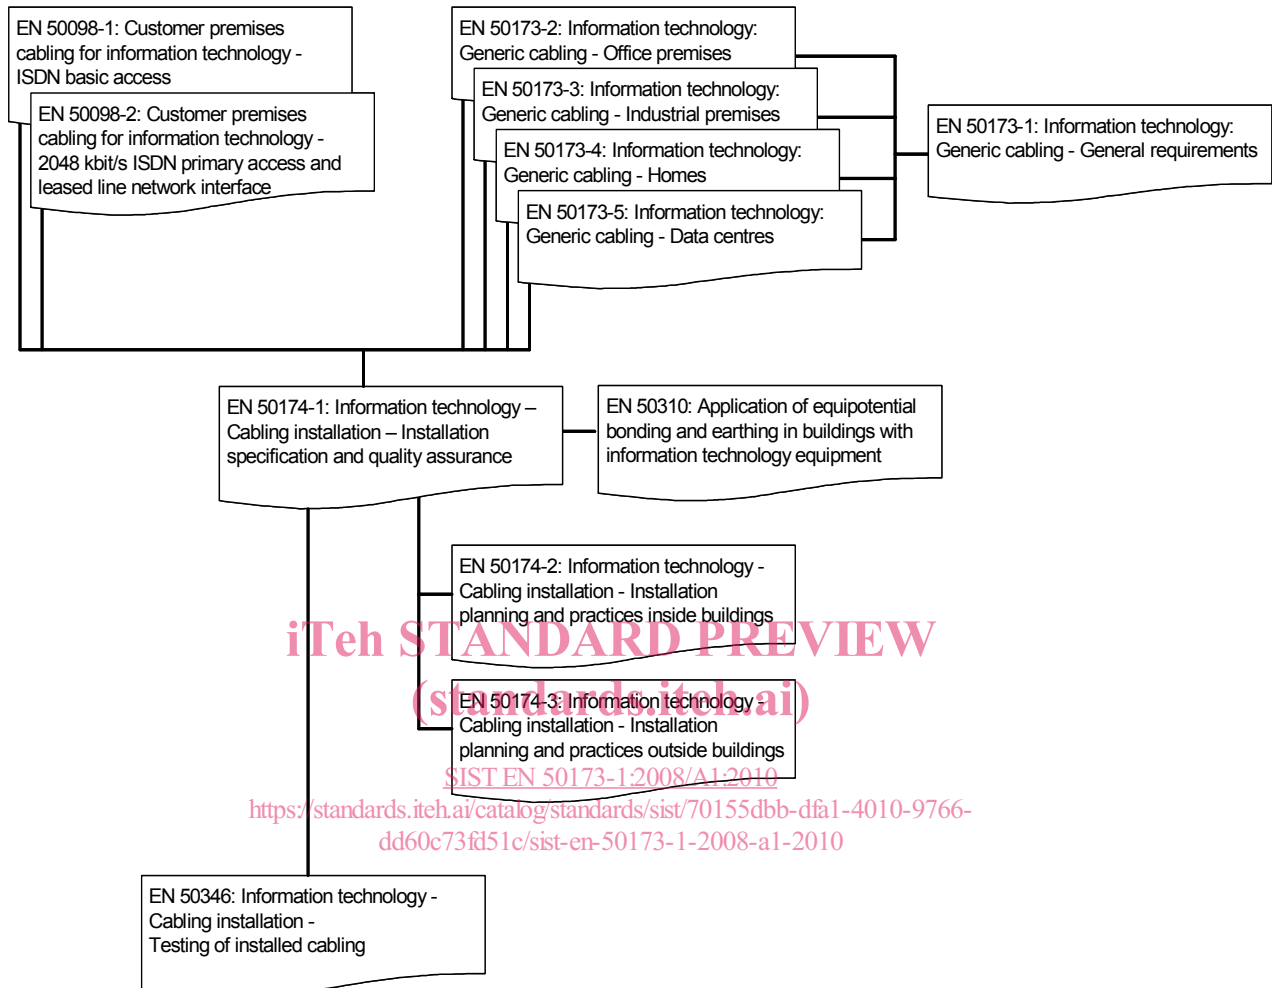 EN 50098-1: Customer premises
cabling for information technology -
ISDN basic access
EN 50098-2: Customer premises
cabling for information technology -
2048 kbit/s ISDN primary access and
leased line network interface
EN 50173-2: Information technology:
Generic cabling - Office premises
EN 50173-3: Information technology:
Generic cabling - Industrial premises
EN 50173-4: Information technology:
Generic cabling - Homes
EN 50173-5: Information technology:
Generic cabling - Data centres
EN 50173-1: Information technology:
Generic cabling - General requirements
EN 50174-1: Information technology –
Cabling installation – Installation
specification and quality assurance
EN 50310: Application of equipotential
bonding and earthing in buildings with
information technology equipment
EN 50174-2: Information technology -
Cabling installation - Installation
planning and practices inside buildings
iTeh STANDARD PREVIEW
(standards.iteh.ai)
EN 50174-3: Information technology -
Cabling installation - Installation
planning and practices outside buildings
SIST EN 50173-1:2008/A1:2010
https://standards.iteh.ai/catalog/standards/sist/70155dbb-dfa1-4010-9766-
dd60c73fd51c/sist-en-50173-1-2008-a1-2010
EN 50346: Information technology -
Cabling installation -
Testing of installed cabling